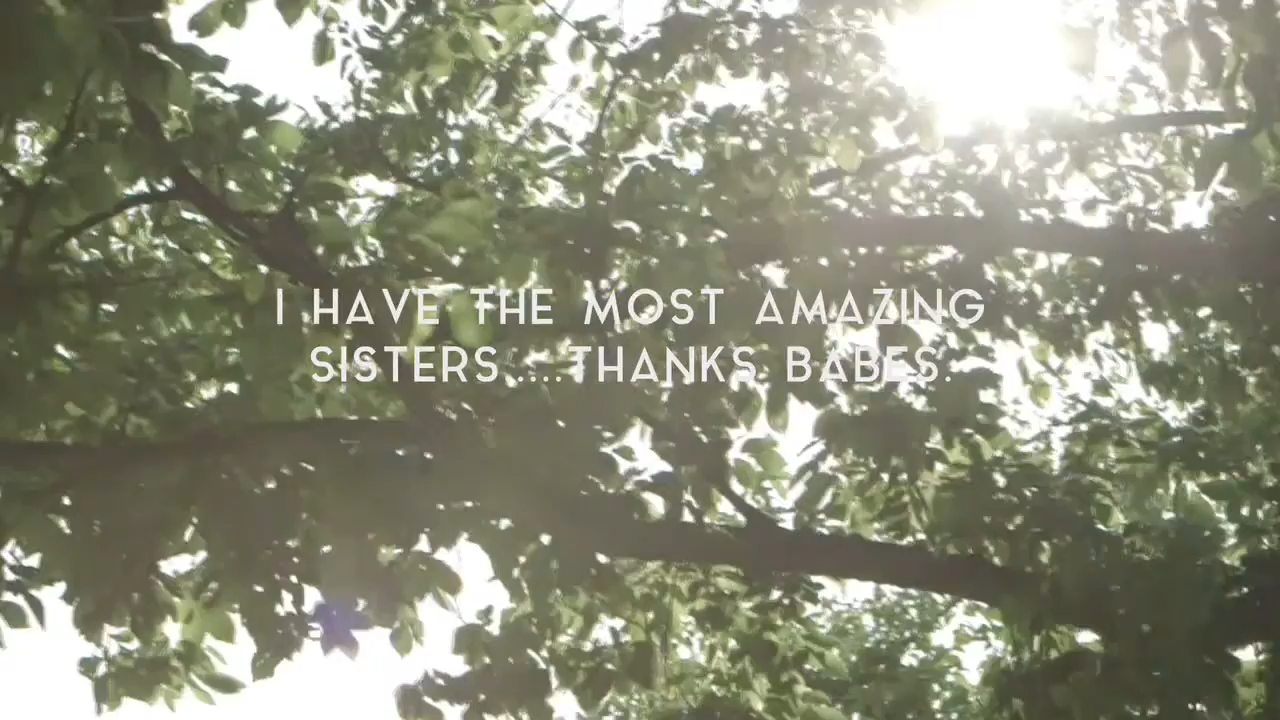 I HAVE THE MOST AMAZING
SISTERS ....THANKS BABES.